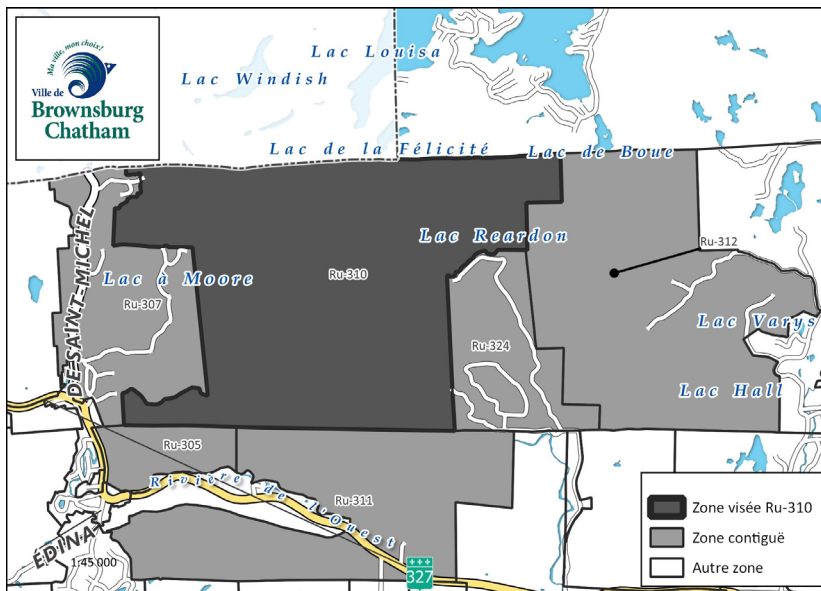 Ma ville, mon choix!
Ville de
Brownsburg
Chatham
Lac Louisa
Lac Windish
Lac de la Félicité
Lac de Boue
DE SAINT-MICHEL
Lac Reardon
Ru-312
Lac à Moore
Ru-310
Ru-307
Lac Varys
Ru-324
Lac Hall
Ru-305
Rivière de l'Ouest
Ru-311
ÉDINA
1:45 000
327
Zone visée Ru-310
Zone contiguë
Autre zone